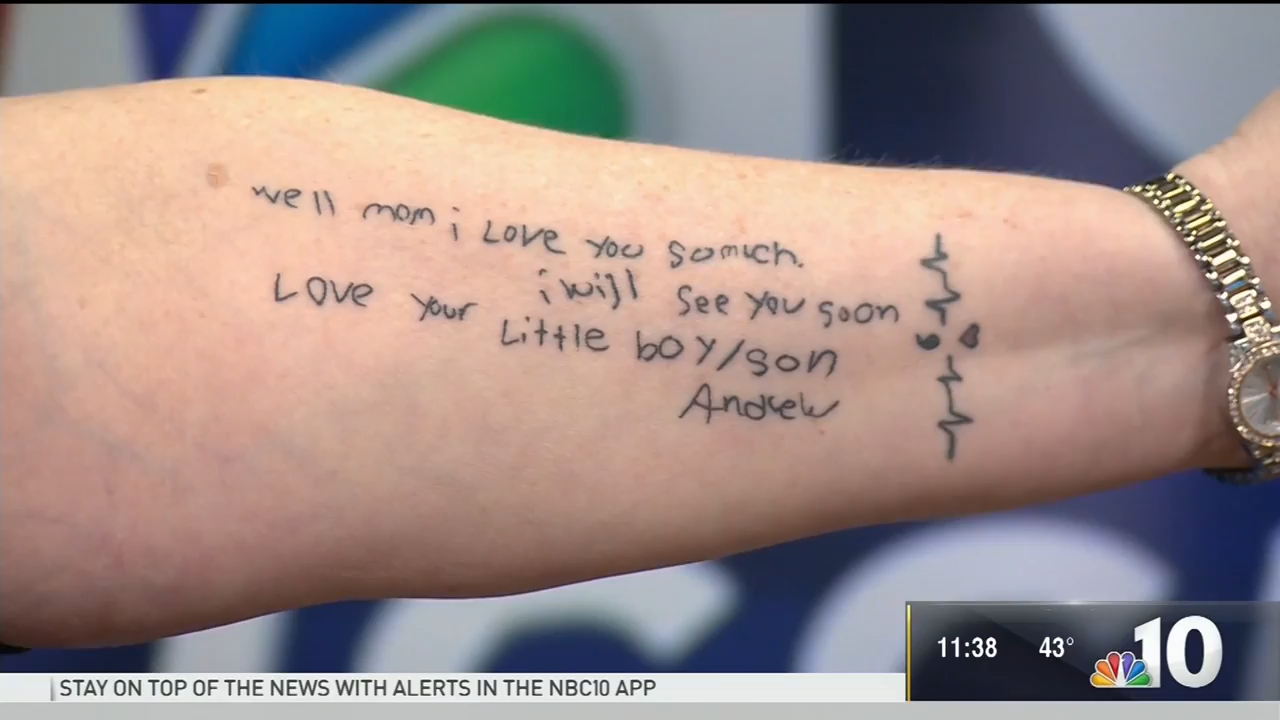 well mom i Love you somuch.
i will see you soon
Love your
Little boy/son
Andrew
11:38 43° 10
STAY ON TOP OF THE NEWS WITH ALERTS IN THE NBC10 APP